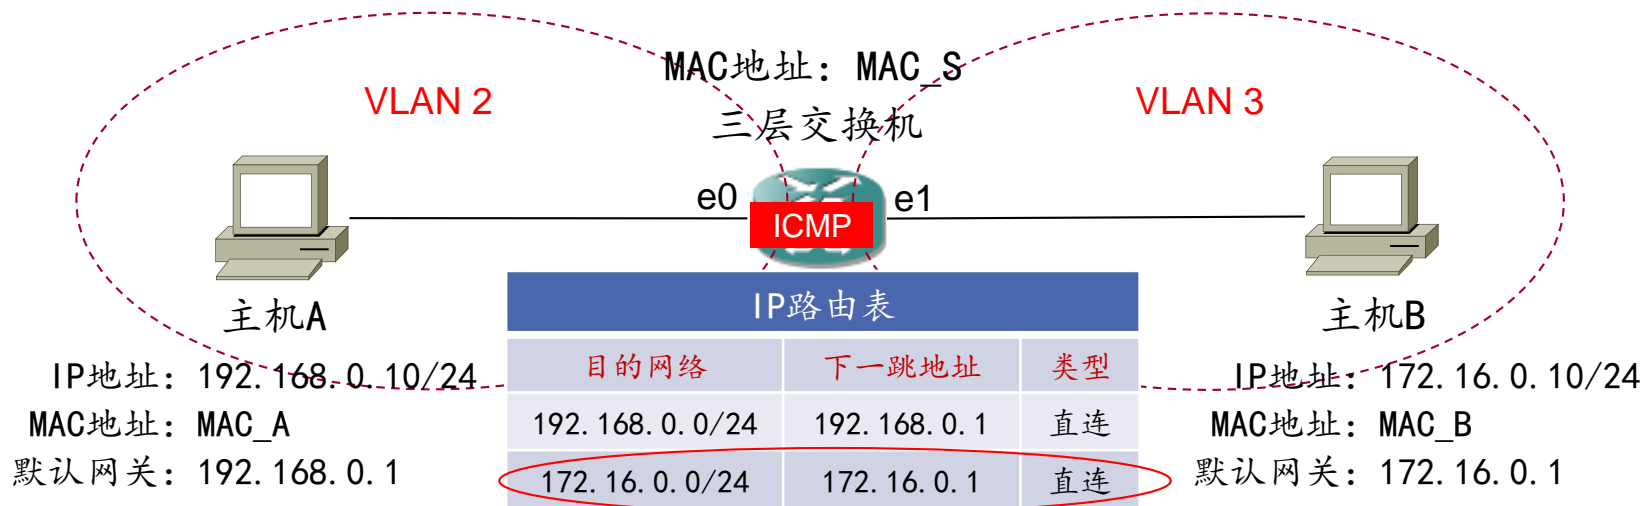 MAC地址：MAC_S
VLAN 2
VLAN 3
三层交换机
e0
e1
ICMP
主机A
主机B
IP路由表
目的网络 下一跳地址 类型
192.168.0.0/24 192.168.0.1 直连
172.16.0.0/24 172.16.0.1 直连
IP地址：192.168.0.10/24
MAC地址：MAC_A
默认网关：192.168.0.1
IP地址：172.16.0.10/24
MAC地址：MAC_B
默认网关：172.16.0.1